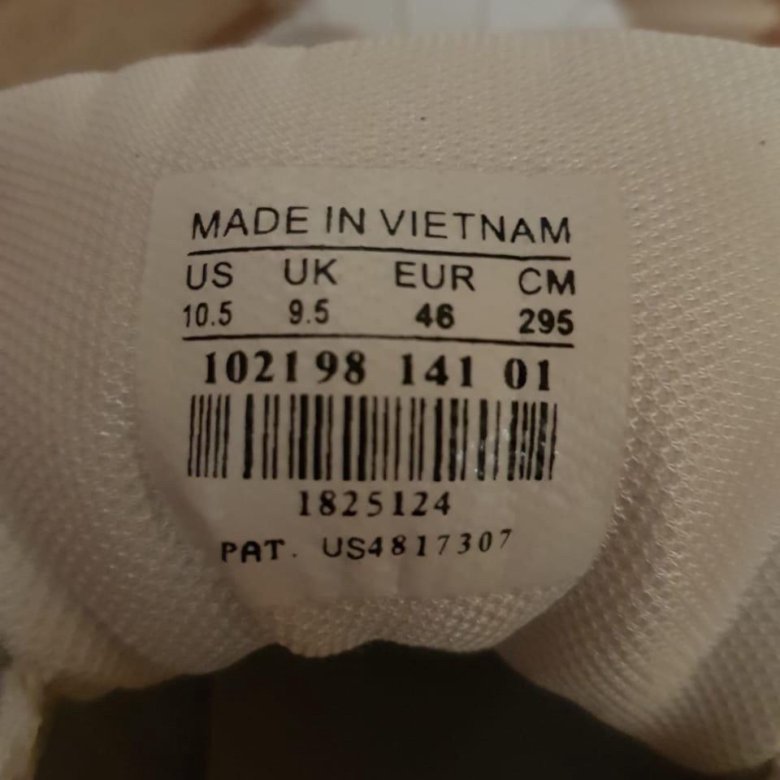 MADE IN VIETNAM
US UK EUR CM
10.5 9.5 46 295
102198 141 01
1825124
PAT. US4817307